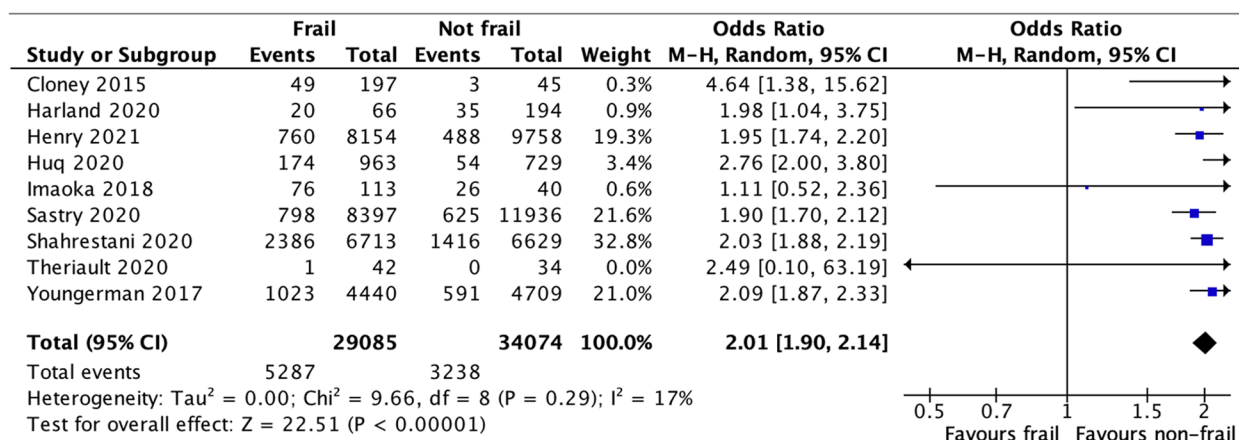 Frail Not frail Odds Ratio Odds Ratio
Study or Subgroup Events Total Events Total Weight M-H, Random, 95% CI M-H, Random, 95% CI
Cloney 2015 49 197 3 45 0.3% 4.64 [1.38, 15.62]
Harland 2020 20 66 35 194 0.9% 1.98 [1.04, 3.75]
Henry 2021 760 8154 488 9758 19.3% 1.95 [1.74, 2.20]
Huq 2020 174 963 54 729 3.4% 2.76 [2.00, 3.80]
Imaoka 2018 76 113 26 40 0.6% 1.11 [0.52, 2.36]
Sastry 2020 798 8397 625 11936 21.6% 1.90 [1.70, 2.12]
Shahrestani 2020 2386 6713 1416 6629 32.8% 2.03 [1.88, 2.19]
Theriault 2020 1 42 0 34 0.0% 2.49 [0.10, 63.19]
Youngerman 2017 1023 4440 591 4709 21.0% 2.09 [1.87, 2.33]
Total (95% CI) 29085 34074 100.0% 2.01 [1.90, 2.14]
Total events 5287 3238
Heterogeneity: Tau² = 0.00; Chi² = 9.66, df = 8 (P = 0.29); I² = 17%
Test for overall effect: Z = 22.51 (P < 0.00001)
0.5 0.7 1 1.5 2
Favours frail Favours non-frail